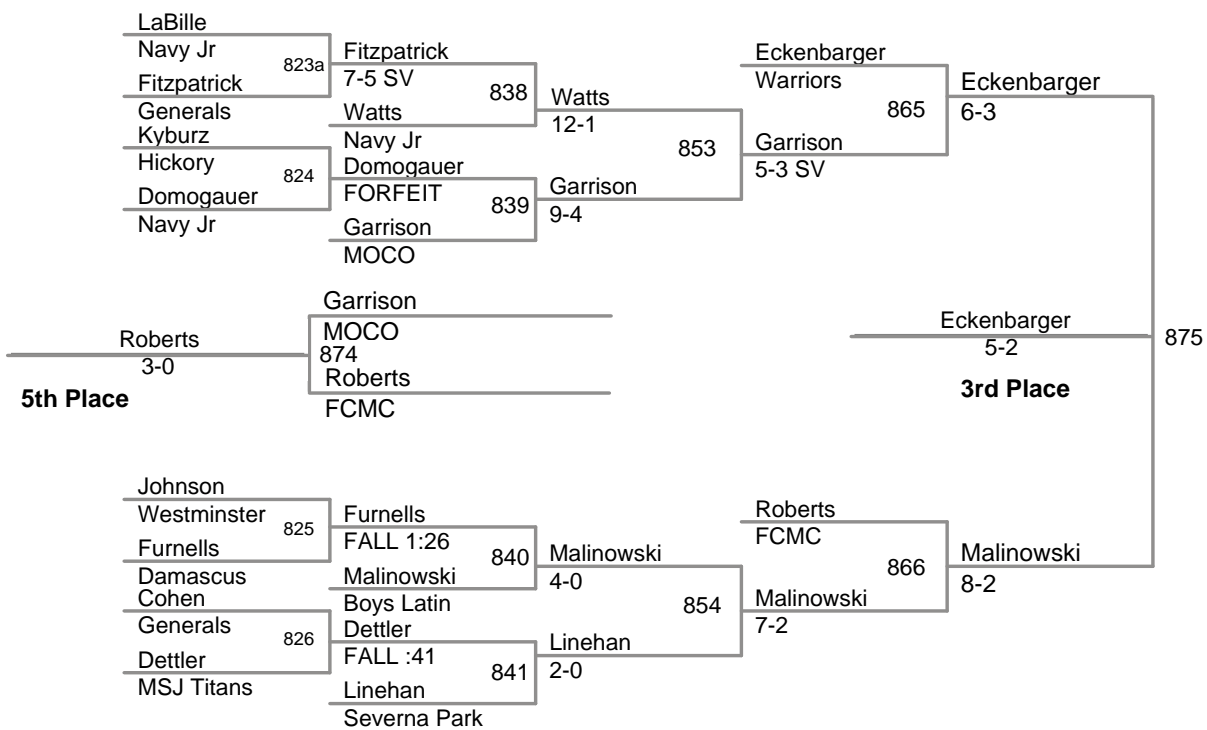 LaBille
Navy Jr
823a
Fitzpatrick
Generals
Kyburz
Hickory
824
Domogauer
Navy Jr
Fitzpatrick
7-5 SV
838
Watts
Navy Jr
Domogauer
FORFEIT
839
Garrison
MOCO
Watts
12-1
853
Garrison
9-4
Eckenbarger
Warriors
865
Garrison
5-3 SV
Eckenbarger
6-3
Garrison
MOCO
874
Roberts
FCMC
Roberts
3-0
5th Place
Eckenbarger
5-2
3rd Place
875
Johnson
Westminster
825
Furnells
Damascus
Cohen
Generals
826
Dettler
MSJ Titans
Furnells
FALL 1:26
840
Malinowski
Boys Latin
Dettler
FALL :41
841
Linehan
Severna Park
Malinowski
4-0
854
Linehan
2-0
Roberts
FCMC
866
Malinowski
7-2
Malinowski
8-2